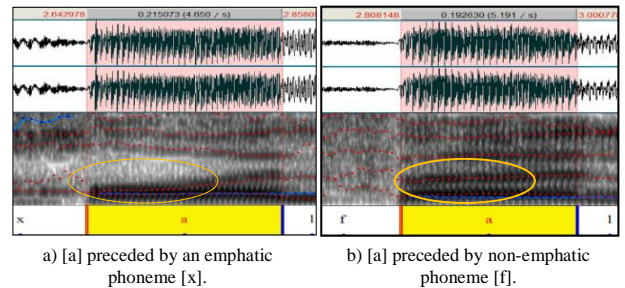 2.642978 0.215073 (4.650 / s) 2.8580
2.808148 0.192630 (5.191 / s) 3.000778
x a l
f a l
a) [a] preceded by an emphatic
phoneme [x].
b) [a] preceded by non-emphatic
phoneme [f].